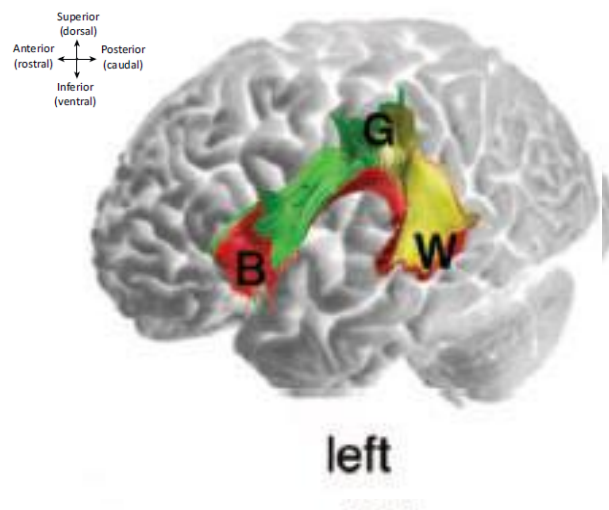 Superior
(dorsal)
Anterior
(rostral)
Posterior
(caudal)
Inferior
(ventral)
G
B
W
left